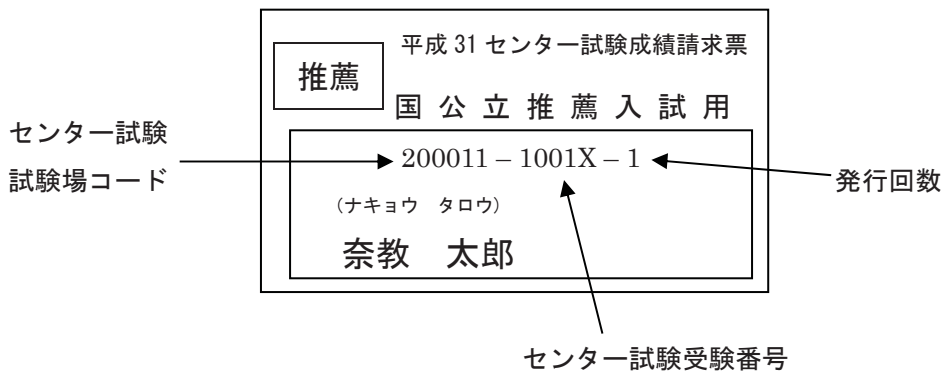 平成 31 センター試験成績請求票
推薦
国公立推薦入試用
センター試験
試験場コード
200011 – 1001X – 1
発行回数
（ナキョウ　タロウ）
奈教　太郎
センター試験受験番号